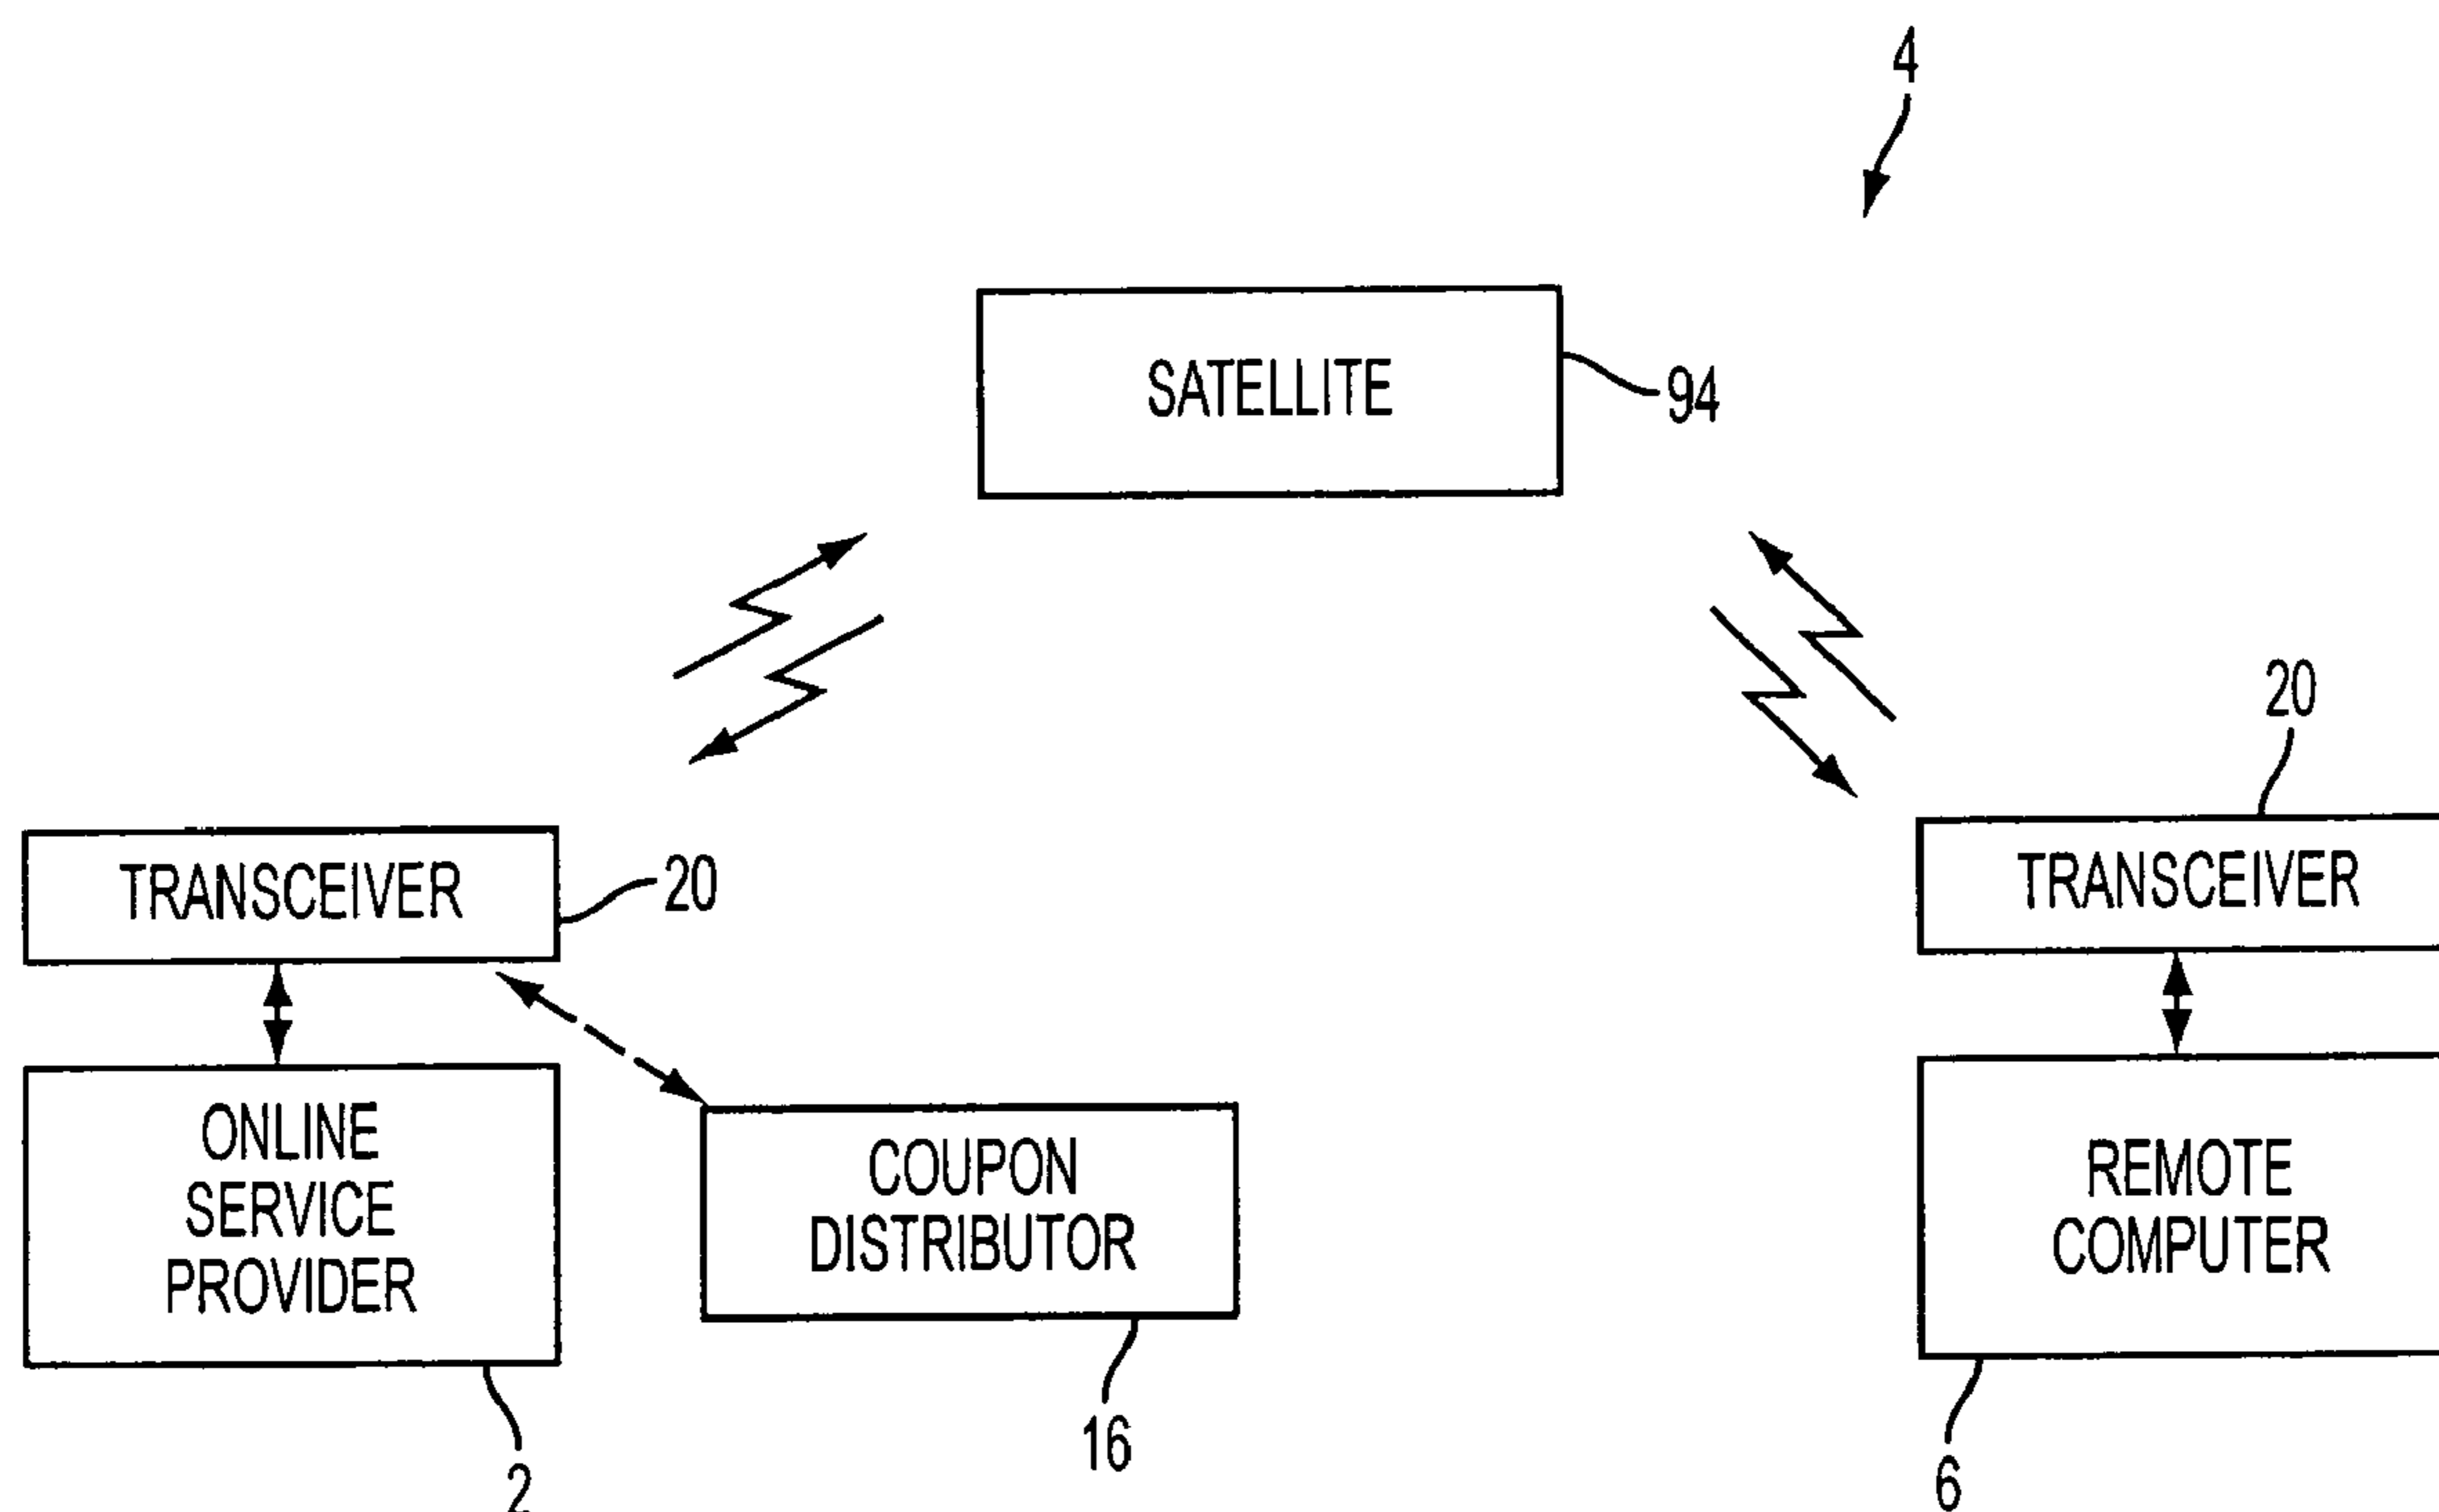 4
SATELLITE
94
20
TRANSCEIVER
20
TRANSCEIVER
ONLINE
SERVICE
PROVIDER
COUPON
DISTRIBUTOR
REMOTE
COMPUTER
16
2
6